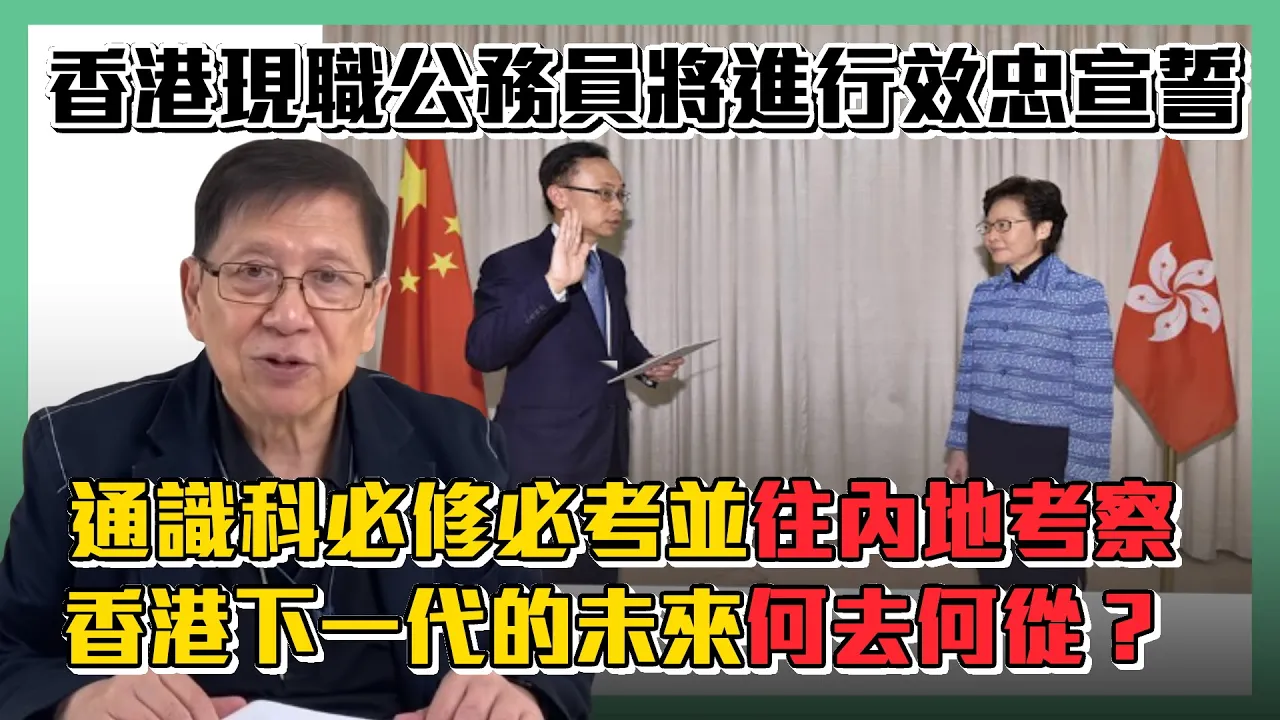 香港現職公務員將進行效忠宣誓
通識科必修必考並往內地考察
香港下一代的未來何去何從？